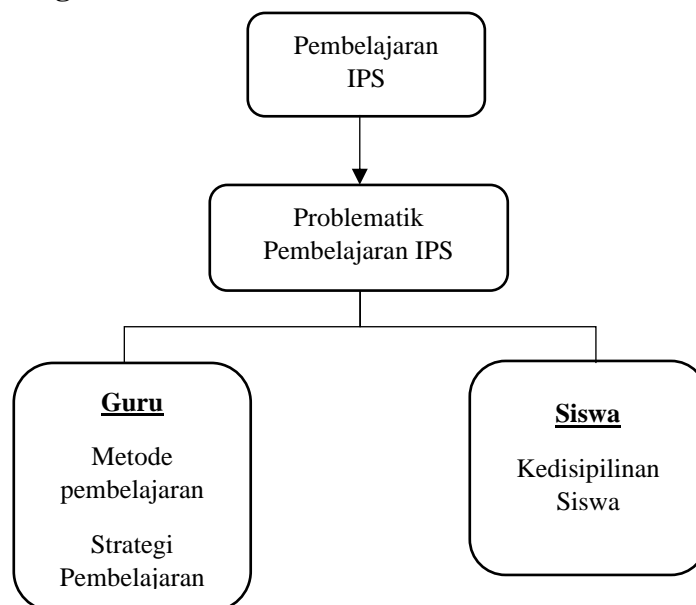 Pembelajaran
IPS
Problematik
Pembelajaran IPS
Guru
Metode
pembelajaran
Strategi
Pembelajaran
Siswa
Kedisipilinan
Siswa